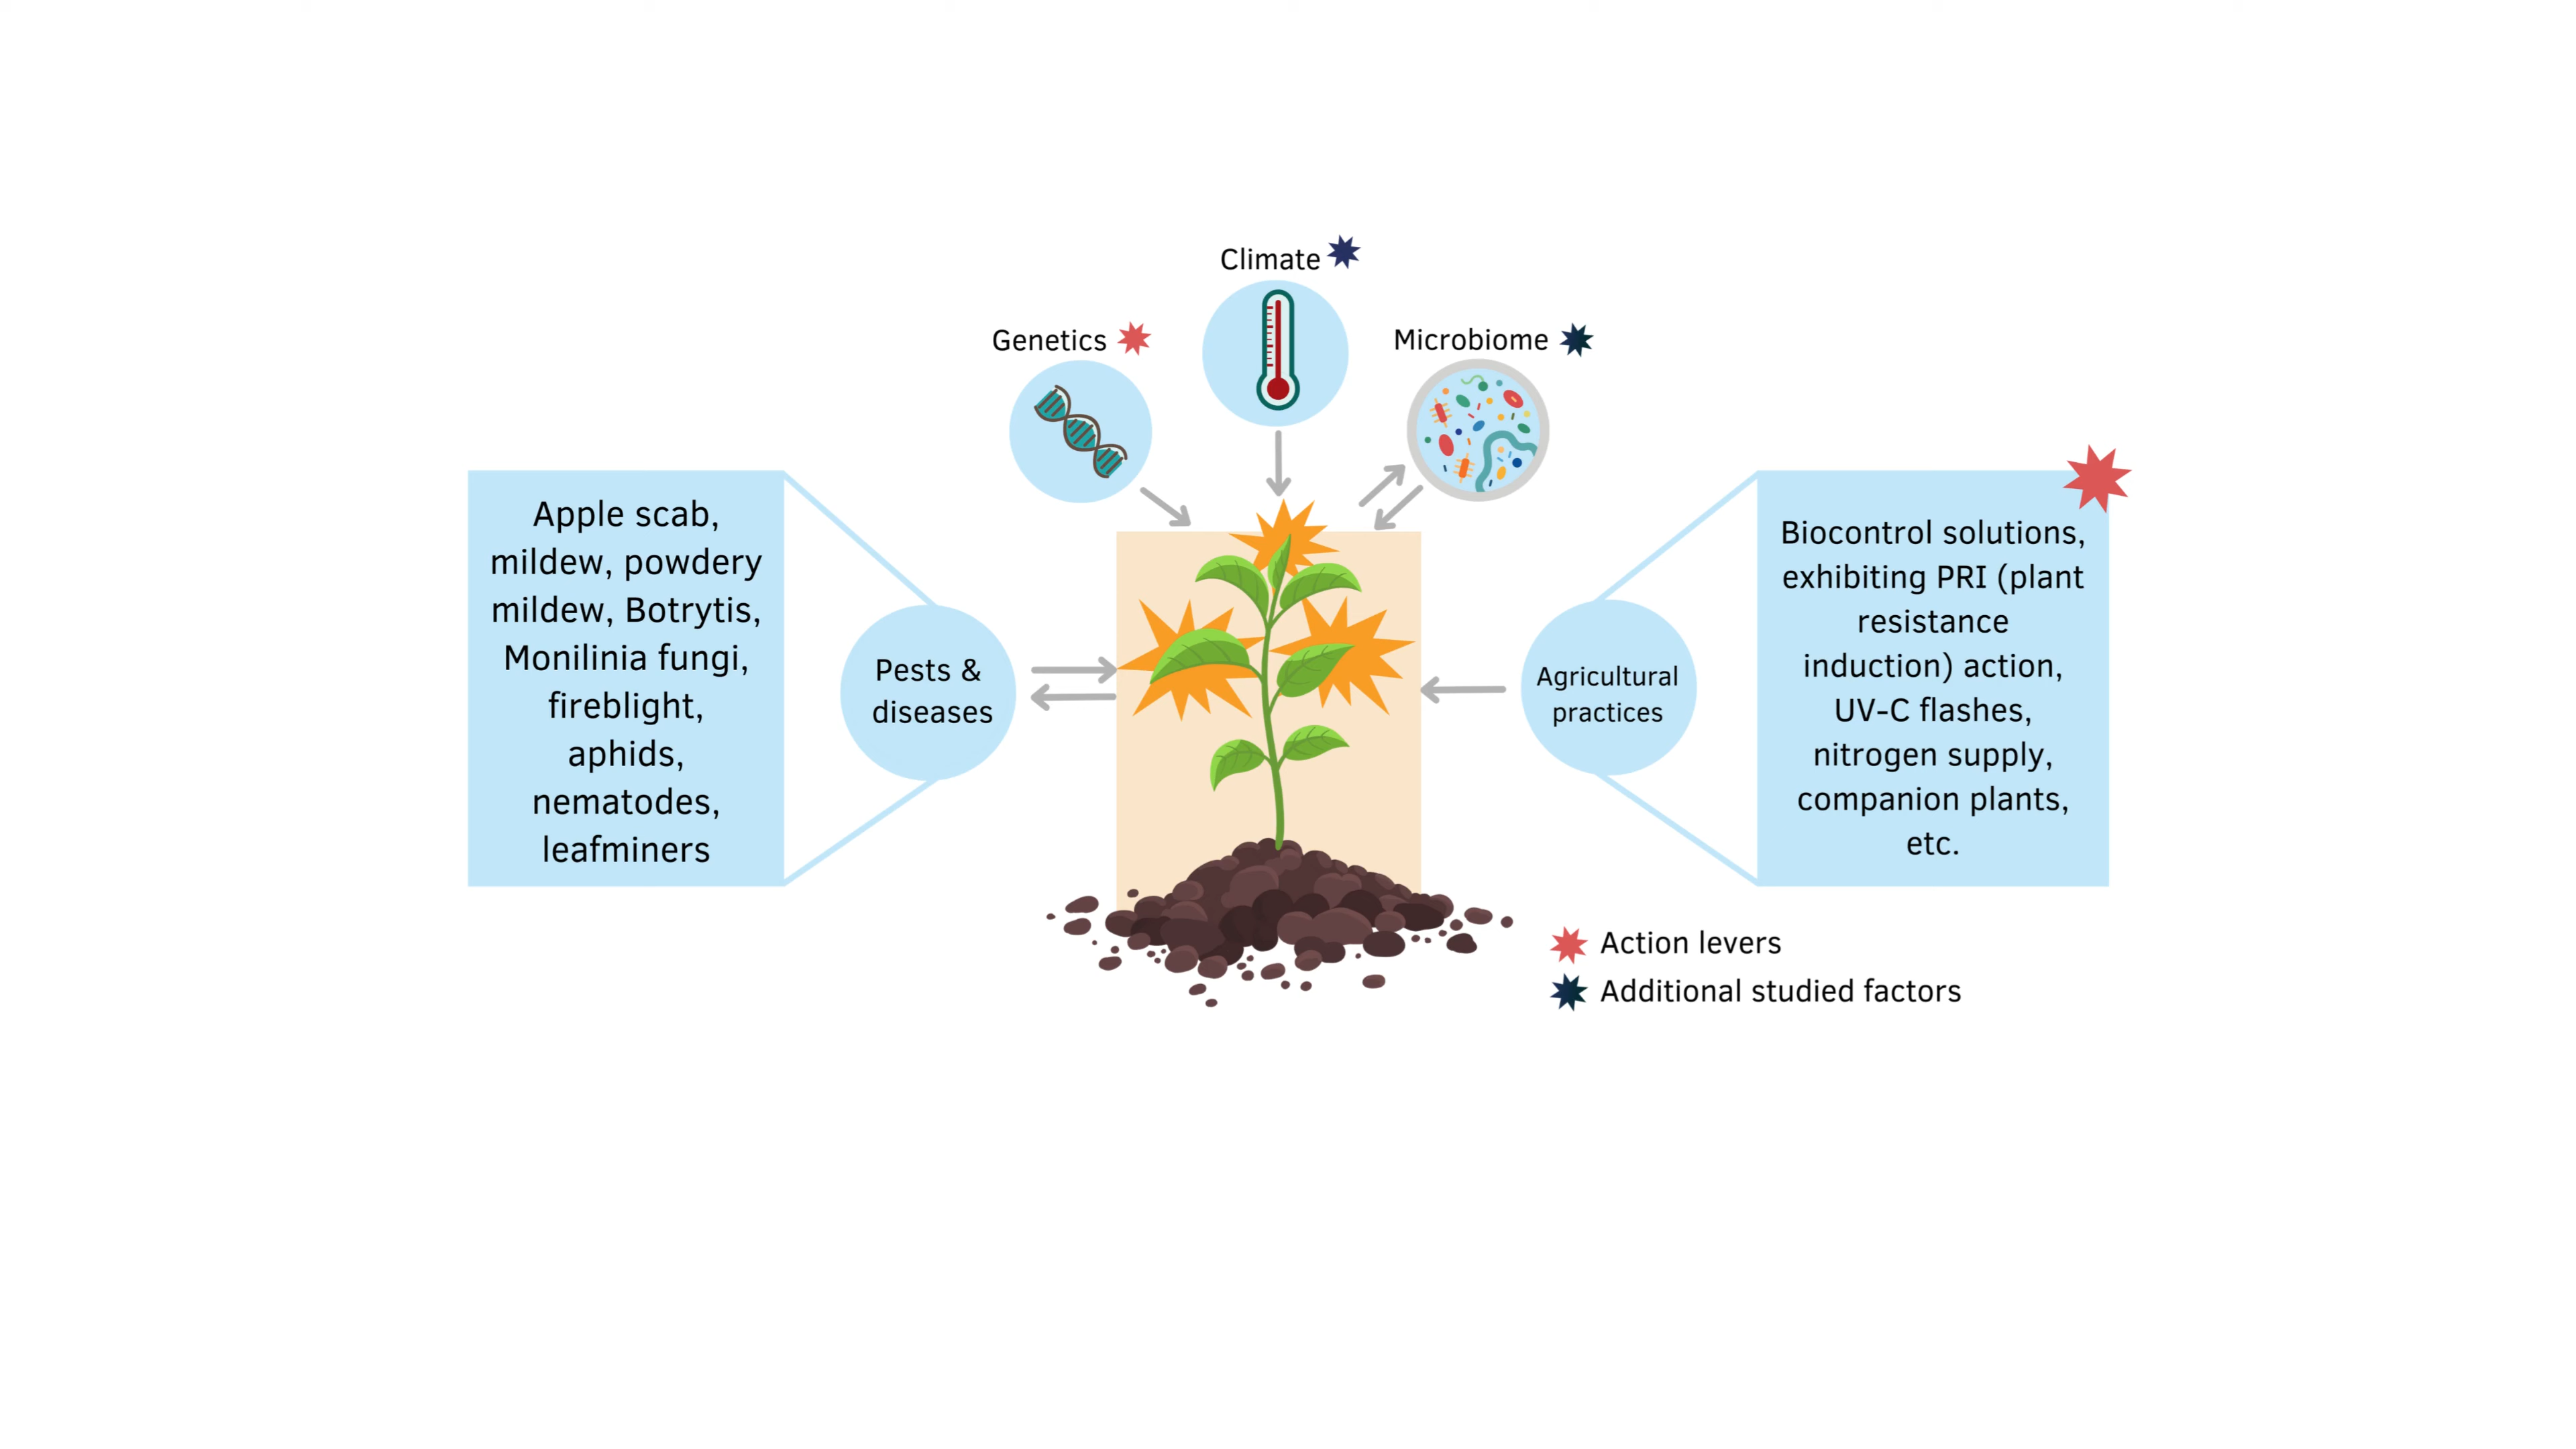 Climate
Genetics
Microbiome
Apple scab,
mildew, powdery
mildew, Botrytis,
Monilinia fungi,
fireblight,
aphids,
nematodes,
leafminers
Pests &
diseases
Agricultural
practices
Biocontrol solutions,
exhibiting PRI (plant
resistance
induction) action,
UV-C flashes,
nitrogen supply,
companion plants,
etc.
Action levers
Additional studied factors